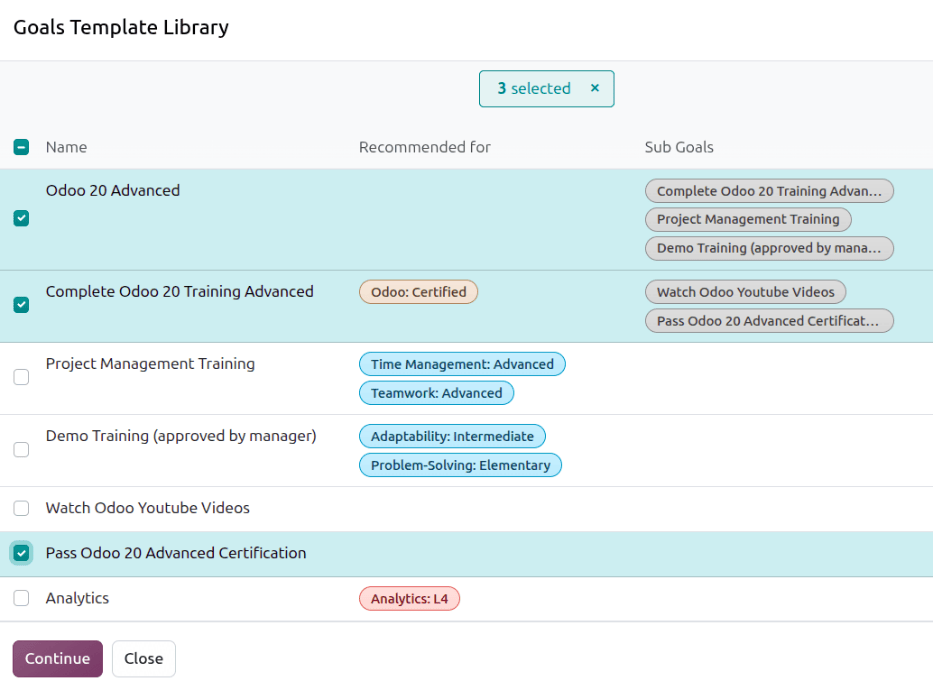 Goals Template Library
3 selected ×
Name Recommended for Sub Goals
Odoo 20 Advanced Complete Odoo 20 Training Advan...
Project Management Training
Demo Training (approved by mana...
Complete Odoo 20 Training Advanced Odoo: Certified Watch Odoo Youtube Videos
Pass Odoo 20 Advanced Certificat...
Project Management Training Time Management: Advanced
Teamwork: Advanced
Demo Training (approved by manager) Adaptability: Intermediate
Problem-Solving: Elementary
Watch Odoo Youtube Videos
Pass Odoo 20 Advanced Certification
Analytics Analytics: L4
Continue Close